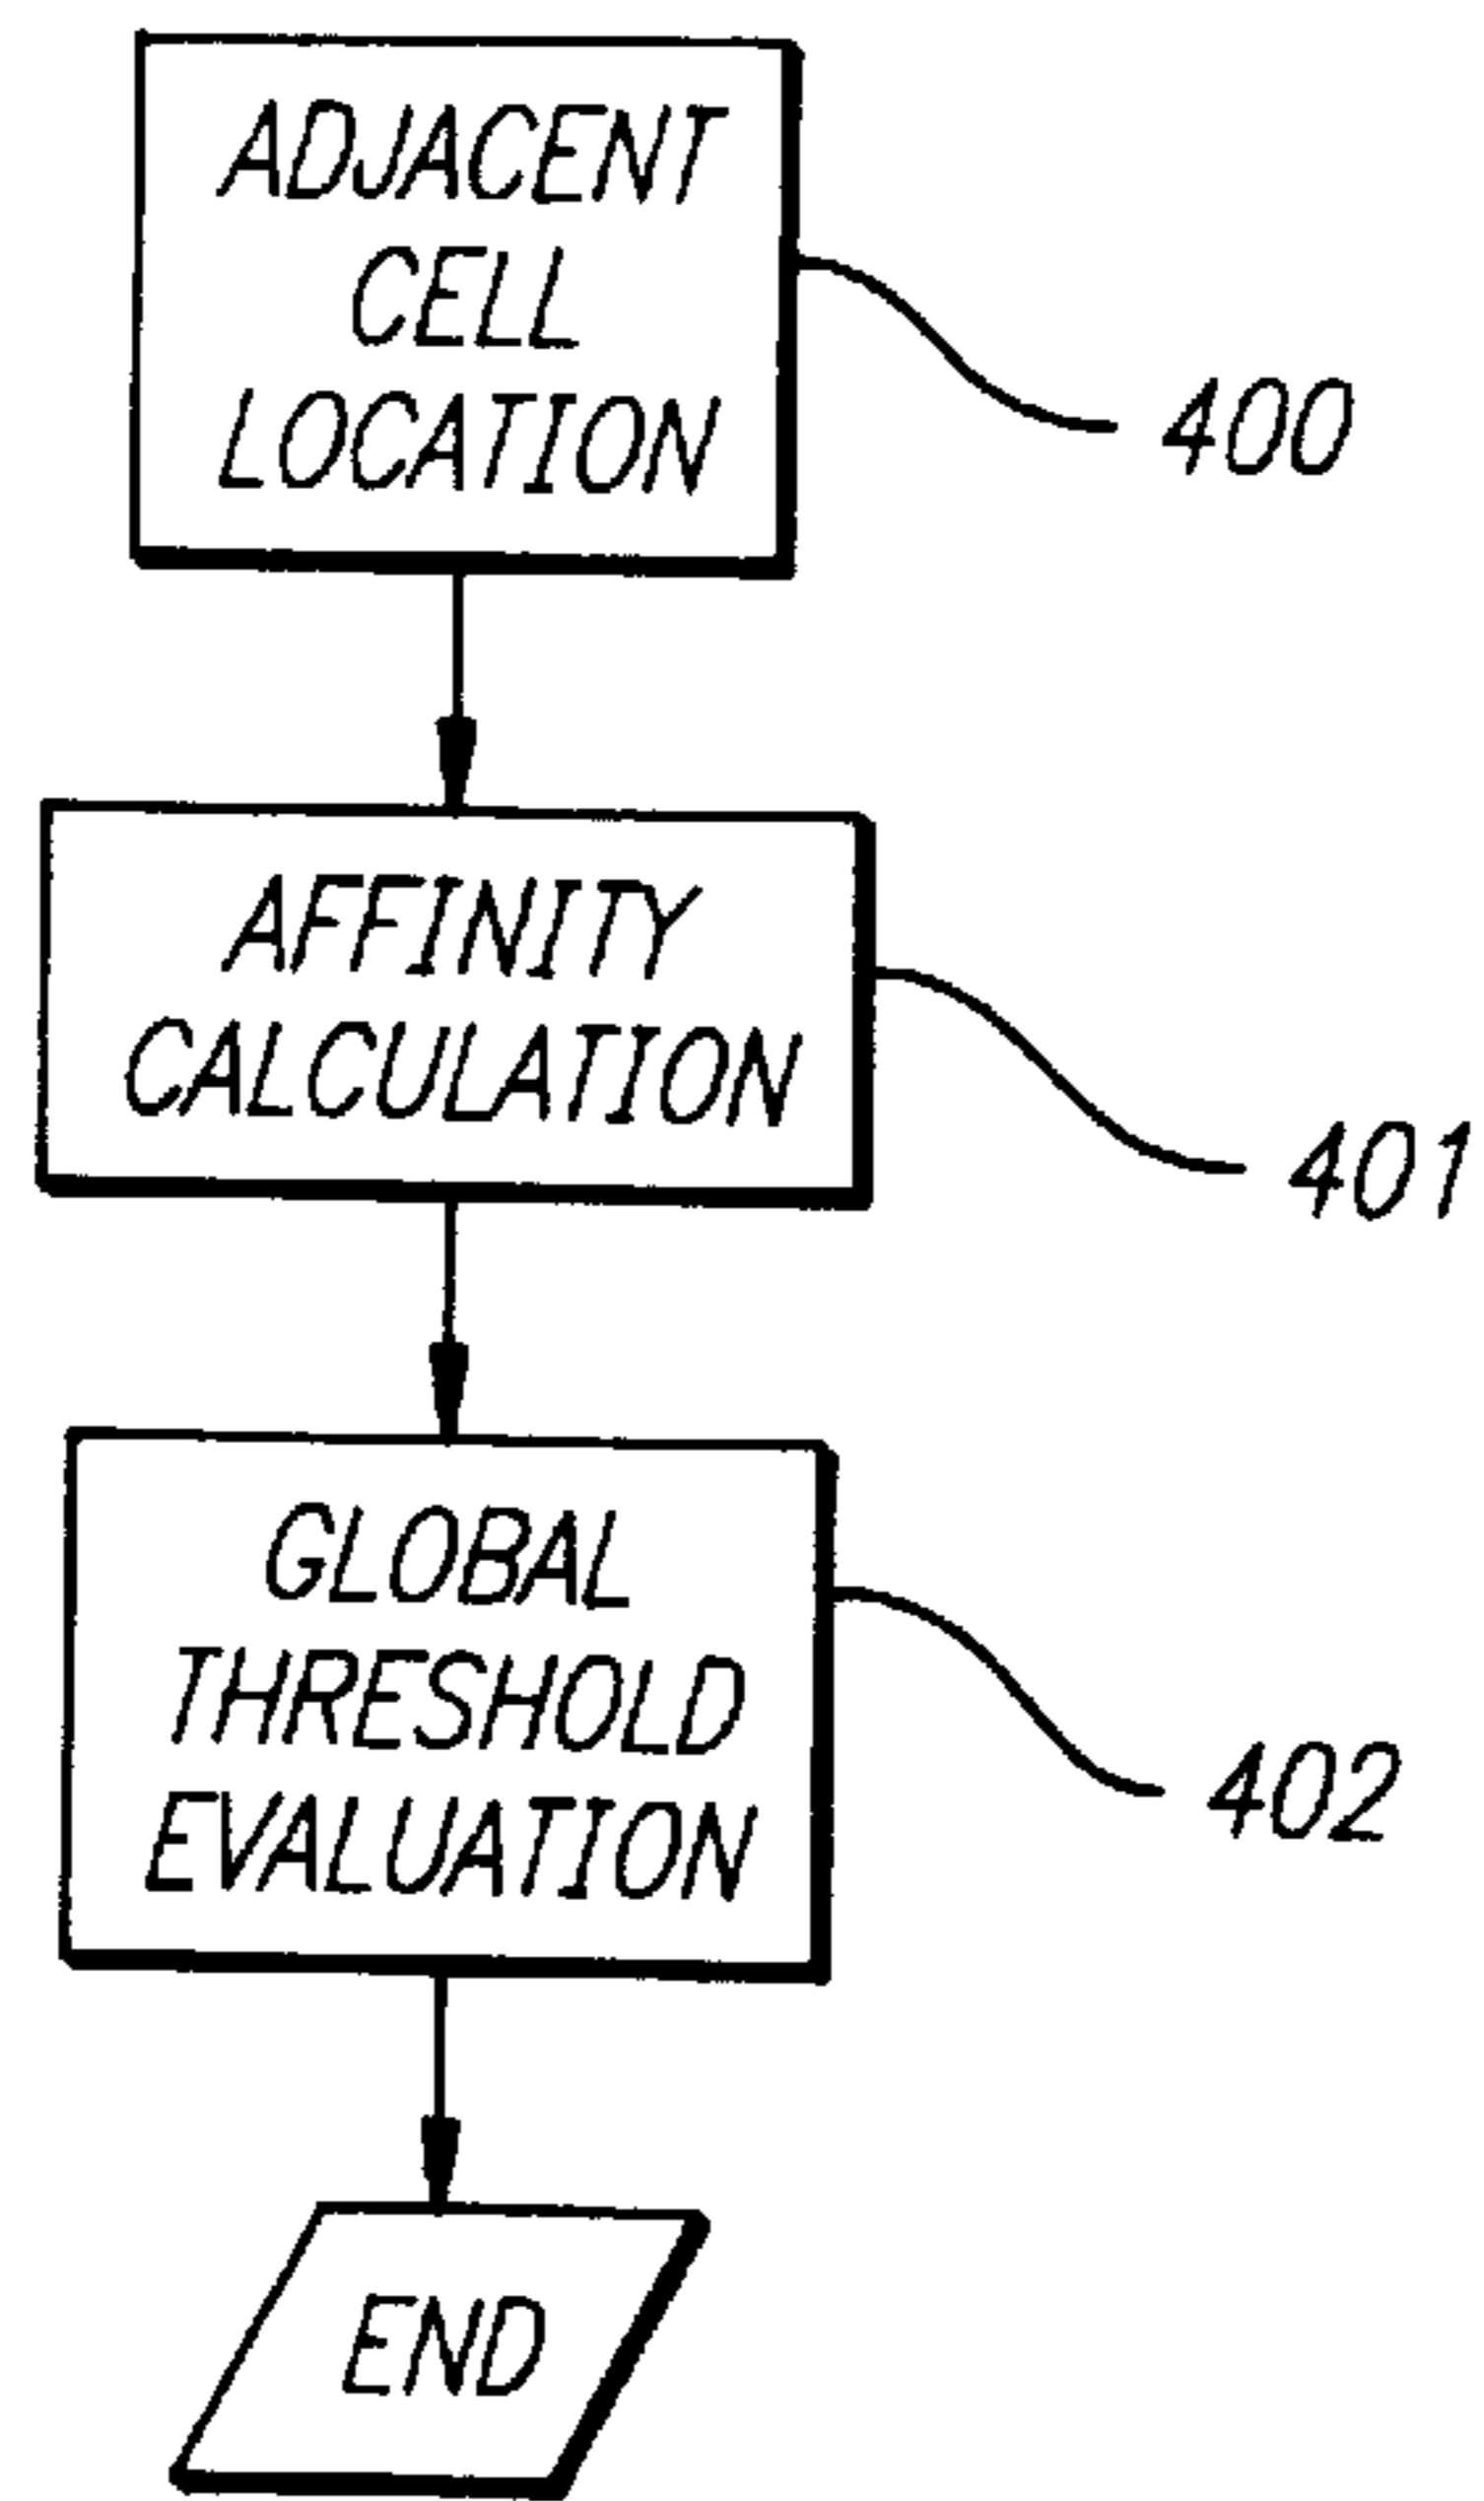 ADJACENT
CELL
LOCATION
400
AFFINITY
CALCULATION
401
GLOBAL
THRESHOLD
EVALUATION
402
END